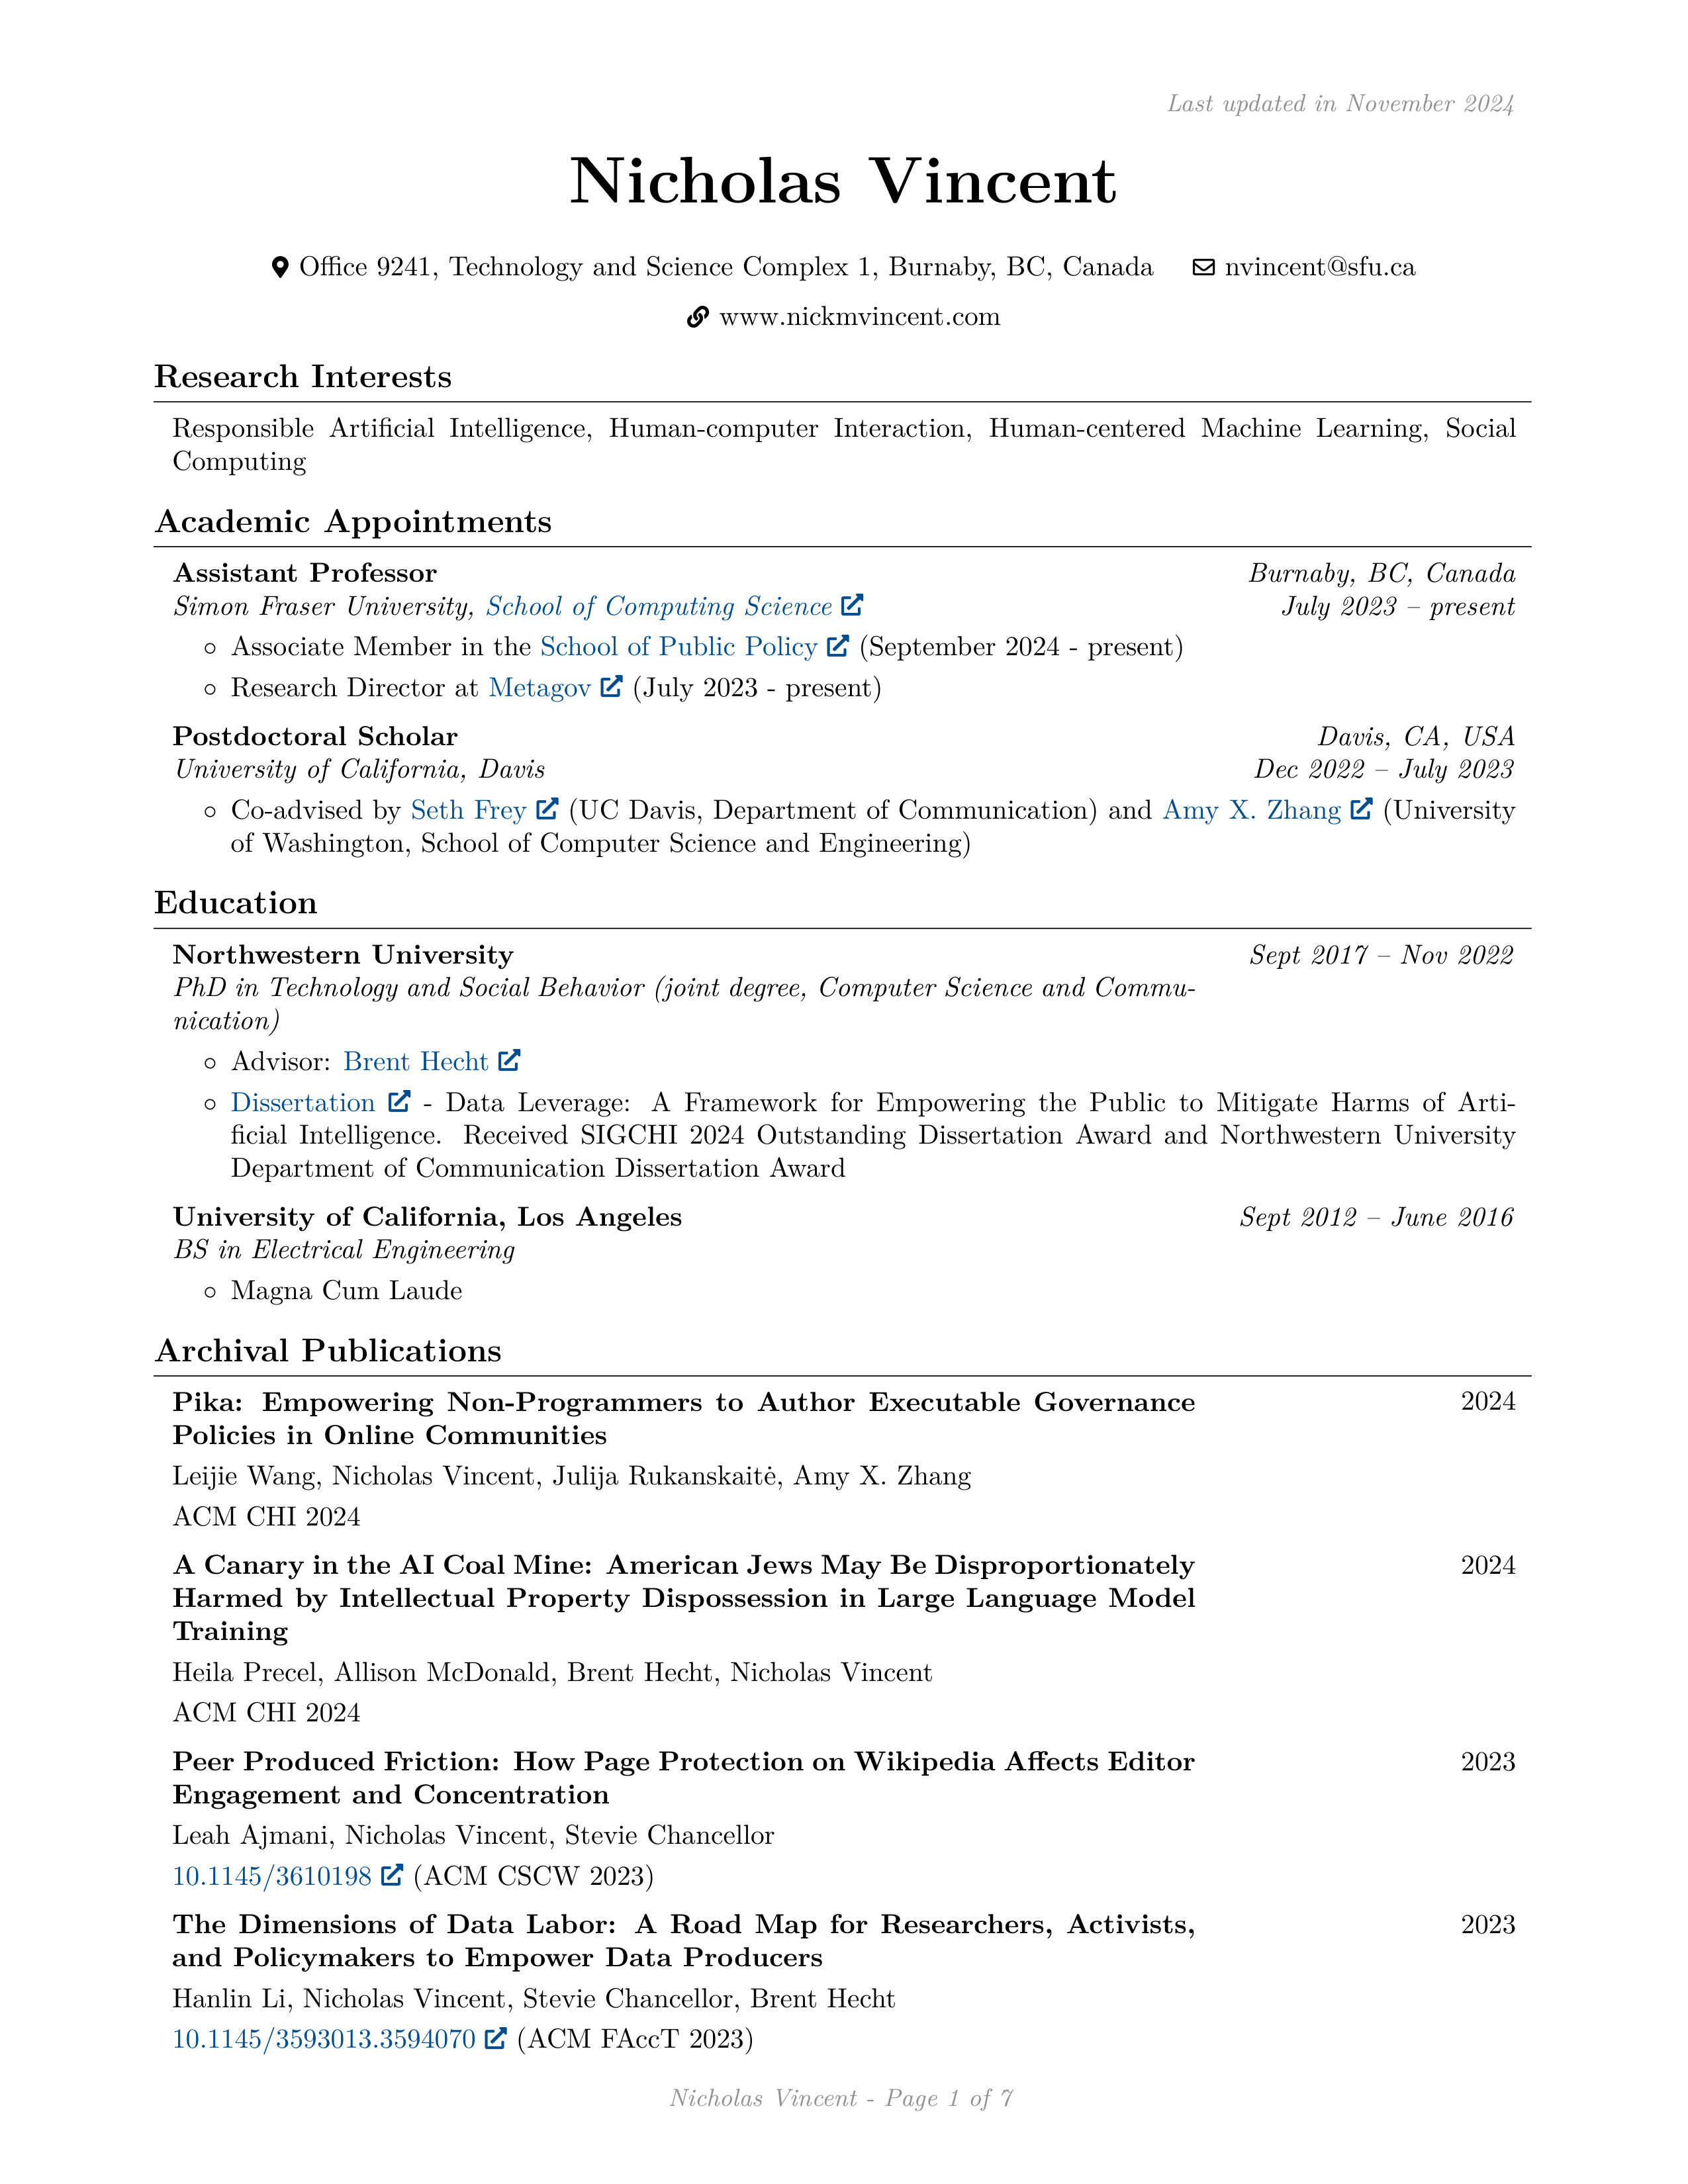 Last updated in November 2024
Nicholas Vincent
Office 9241, Technology and Science Complex 1, Burnaby, BC, Canada nvincent@sfu.ca
www.nickmvincent.com
Research Interests
Responsible Artificial Intelligence, Human-computer Interaction, Human-centered Machine Learning, Social
Computing
Academic Appointments
Assistant Professor Burnaby, BC, Canada
Simon Fraser University, School of Computing Science July 2023 – present
◦ Associate Member in the School of Public Policy (September 2024 - present)
◦ Research Director at Metagov (July 2023 - present)
Postdoctoral Scholar Davis, CA, USA
University of California, Davis Dec 2022 – July 2023
◦ Co-advised by Seth Frey (UC Davis, Department of Communication) and Amy X. Zhang (University
of Washington, School of Computer Science and Engineering)
Education
Northwestern University Sept 2017 – Nov 2022
PhD in Technology and Social Behavior (joint degree, Computer Science and Commu-
nication)
◦ Advisor: Brent Hecht
◦ Dissertation - Data Leverage: A Framework for Empowering the Public to Mitigate Harms of Arti-
ficial Intelligence. Received SIGCHI 2024 Outstanding Dissertation Award and Northwestern University
Department of Communication Dissertation Award
University of California, Los Angeles Sept 2012 – June 2016
BS in Electrical Engineering
◦ Magna Cum Laude
Archival Publications
Pika: Empowering Non-Programmers to Author Executable Governance 2024
Policies in Online Communities
Leijie Wang, Nicholas Vincent, Julija Rukanskaitė, Amy X. Zhang
ACM CHI 2024
A Canary in the AI Coal Mine: American Jews May Be Disproportionately 2024
Harmed by Intellectual Property Dispossession in Large Language Model
Training
Heila Precel, Allison McDonald, Brent Hecht, Nicholas Vincent
ACM CHI 2024
Peer Produced Friction: How Page Protection on Wikipedia Affects Editor 2023
Engagement and Concentration
Leah Ajmani, Nicholas Vincent, Stevie Chancellor
10.1145/3610198 (ACM CSCW 2023)
The Dimensions of Data Labor: A Road Map for Researchers, Activists, 2023
and Policymakers to Empower Data Producers
Hanlin Li, Nicholas Vincent, Stevie Chancellor, Brent Hecht
10.1145/3593013.3594070 (ACM FAccT 2023)
Nicholas Vincent - Page 1 of 7